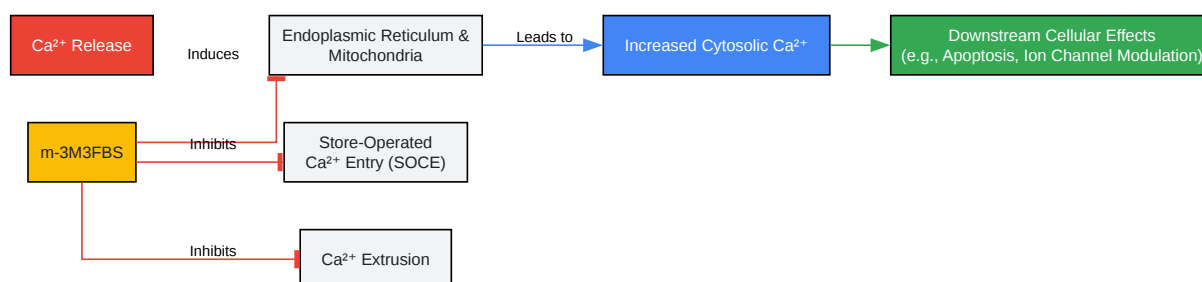 Ca²⁺ Release
Induces
Endoplasmic Reticulum &
Mitochondria
Leads to
Increased Cytosolic Ca²⁺
Downstream Cellular Effects
(e.g., Apoptosis, Ion Channel Modulation)
m-3M3FBS
Inhibits
Store-Operated
Ca²⁺ Entry (SOCE)
Inhibits
Ca²⁺ Extrusion